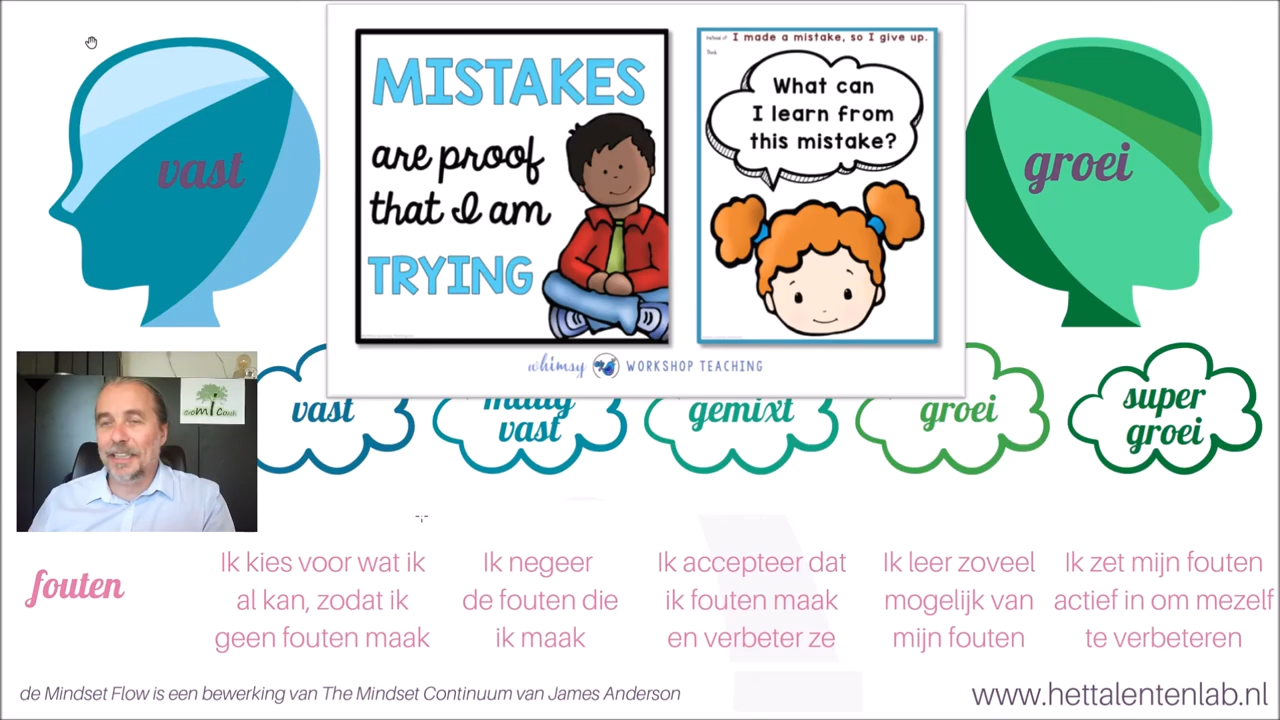 vast
MISTAKES
are proof
that I am
TRYING
I made a mistake, so I give up.
What can
I learn from
this mistake?
whimsy WORKSHOP TEACHING
groei
vast
maag
vast
gemixt
groei
super
groei
fouten
Ik kies voor wat ik
al kan, zodat ik
geen fouten maak
Ik negeer
de fouten die
ik maak
Ik accepteer dat
ik fouten maak
en verbeter ze
Ik leer zoveel
mogelijk van
mijn fouten
Ik zet mijn fouten
actief in om mezelf
te verbeteren
de Mindset Flow is een bewerking van The Mindset Continuum van James Anderson
www.hettalentenlab.nl